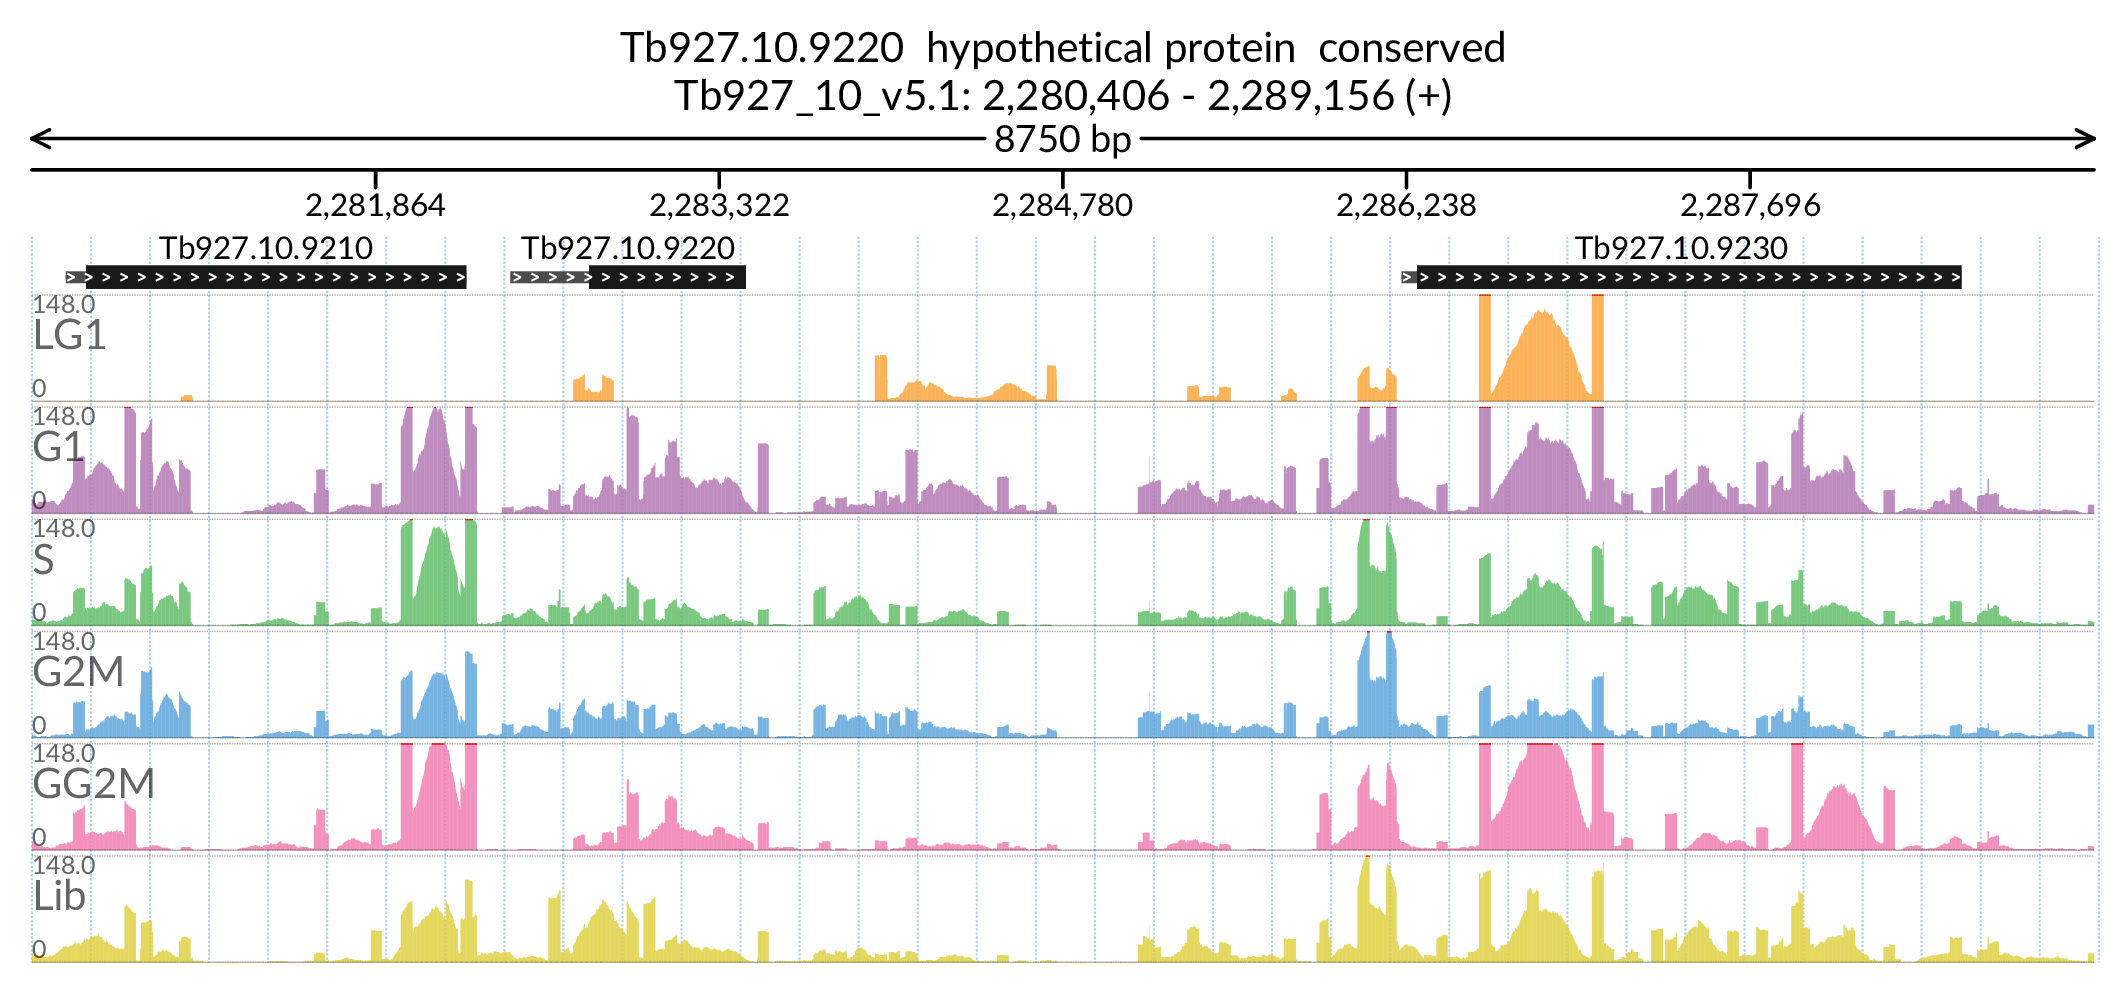 Tb927.10.9220  hypothetical protein  conserved
Tb927_10_v5.1: 2,280,406 - 2,289,156 (+)
8750 bp
2,281,864 2,283,322 2,284,780 2,286,238 2,287,696
Tb927.10.9210 Tb927.10.9220 Tb927.10.9230
148.0
LG1
0
148.0
G1
0
148.0
S
0
148.0
G2M
0
148.0
GG2M
0
148.0
Lib
0